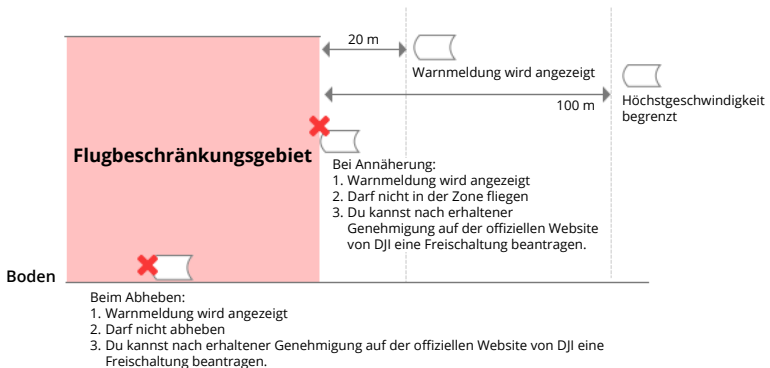 20 m
Warnmeldung wird angezeigt
100 m
Höchstgeschwindigkeit
begrenzt
Flugbeschränkungsgebiet
Bei Annäherung:
1. Warnmeldung wird angezeigt
2. Darf nicht in der Zone fliegen
3. Du kannst nach erhaltener
Genehmigung auf der offiziellen Website
von DJI eine Freischaltung beantragen.
Boden
Beim Abheben:
1. Warnmeldung wird angezeigt
2. Darf nicht abheben
3. Du kannst nach erhaltener Genehmigung auf der offiziellen Website von DJI eine
Freischaltung beantragen.